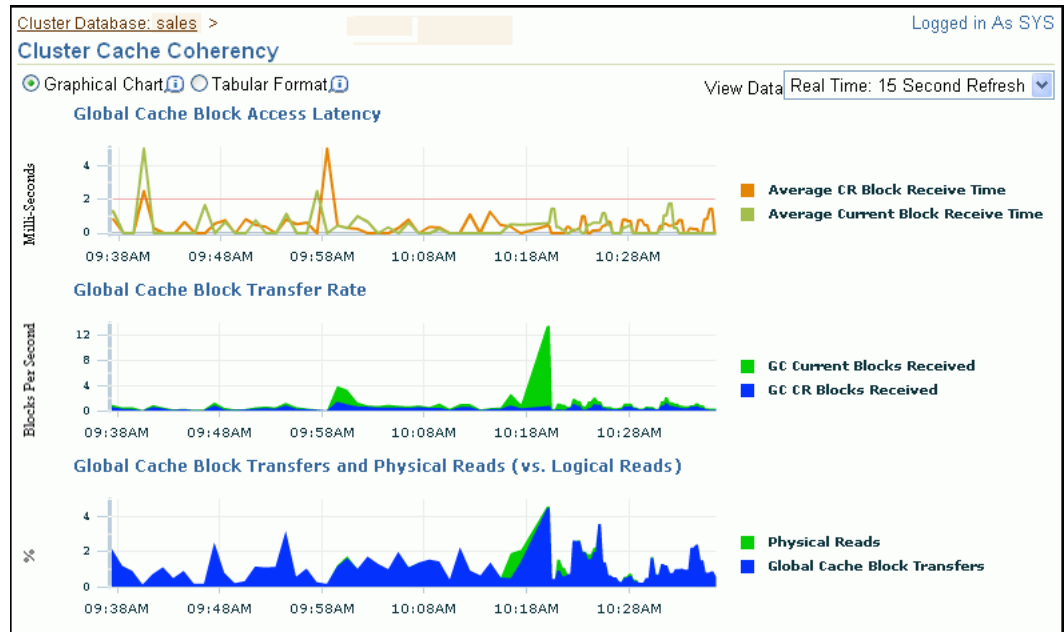 Cluster Database: sales >
Logged in As SYS
Cluster Cache Coherency
Graphical Chart Tabular Format
View Data Real Time: 15 Second Refresh
Global Cache Block Access Latency
Milli-Seconds
4
2
0
09:38AM 09:48AM 09:58AM 10:08AM 10:18AM 10:28AM
Average CR Block Receive Time
Average Current Block Receive Time
Global Cache Block Transfer Rate
Blocks Per Second
12
8
4
0
09:38AM 09:48AM 09:58AM 10:08AM 10:18AM 10:28AM
GC Current Blocks Received
GC CR Blocks Received
Global Cache Block Transfers and Physical Reads (vs. Logical Reads)
%
4
2
0
09:38AM 09:48AM 09:58AM 10:08AM 10:18AM 10:28AM
Physical Reads
Global Cache Block Transfers